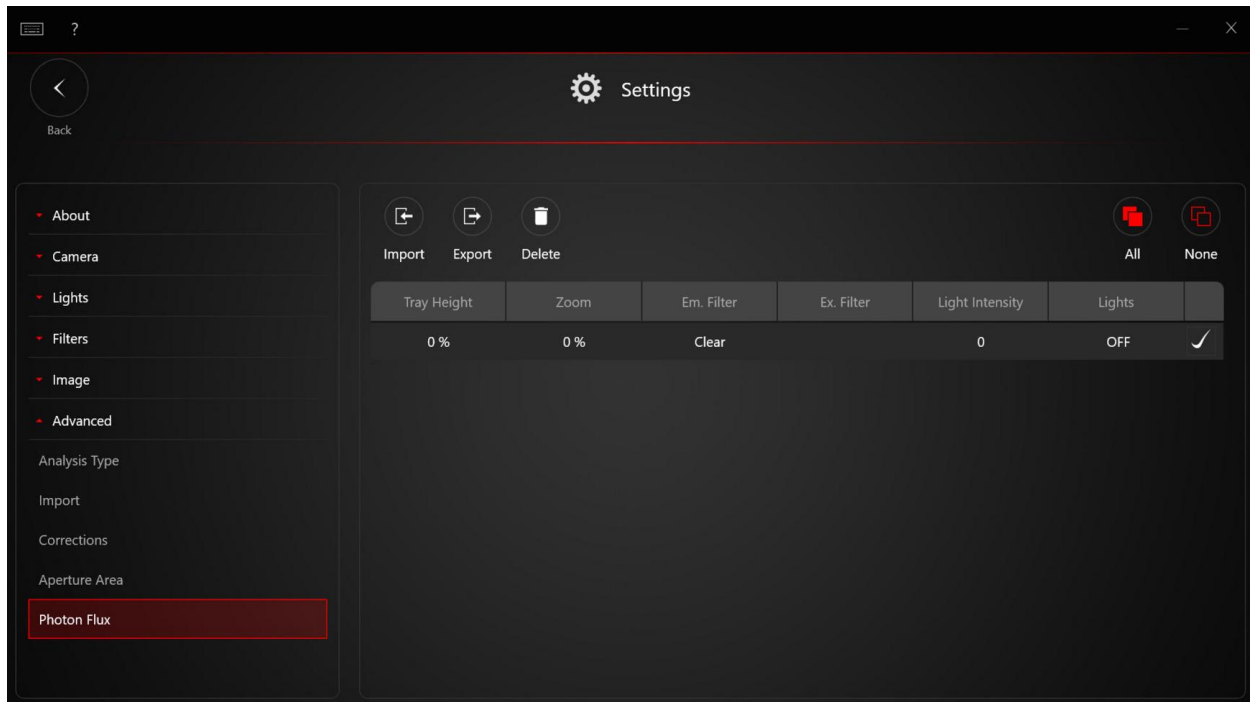 ?
Settings
Back
About
Camera
Lights
Filters
Image
Advanced
Analysis Type
Import
Corrections
Aperture Area
Photon Flux
Import Export Delete All None
Tray Height Zoom Em. Filter Ex. Filter Light Intensity Lights
0 % 0 % Clear 0 OFF